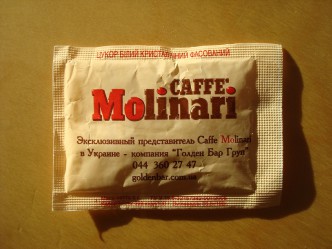 ЦУКОР БІЛИЙ КРИСТАЛІЧНИЙ ФАСОВАНИЙ
CAFFE'
Molinari
Эксклюзивный представитель Caffe Molinari
в Украине - компания "Голден Бар Груп"
044 360 27 47
goldenbar.com.ua